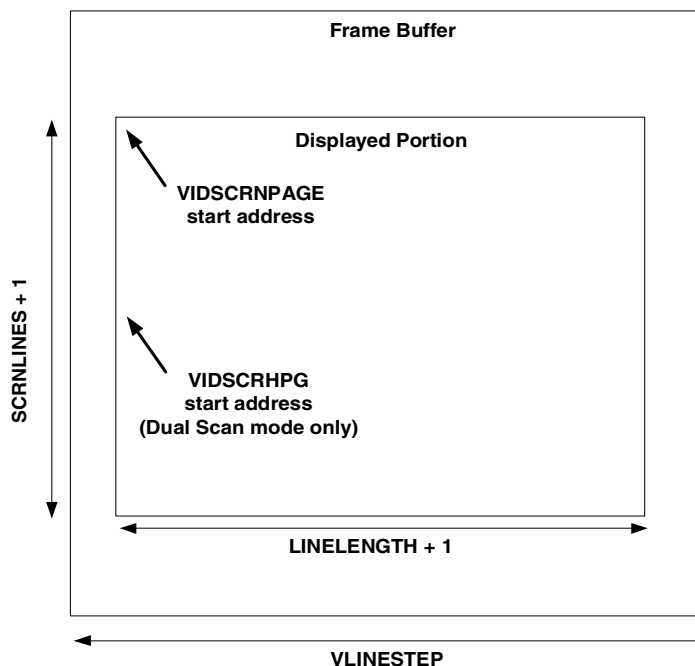 Frame Buffer
Displayed Portion
VIDSCRNPAGE
start address
SCRNLINES + 1
VIDSCRHPG
start address
(Dual Scan mode only)
LINELENGTH + 1
VLINESTEP